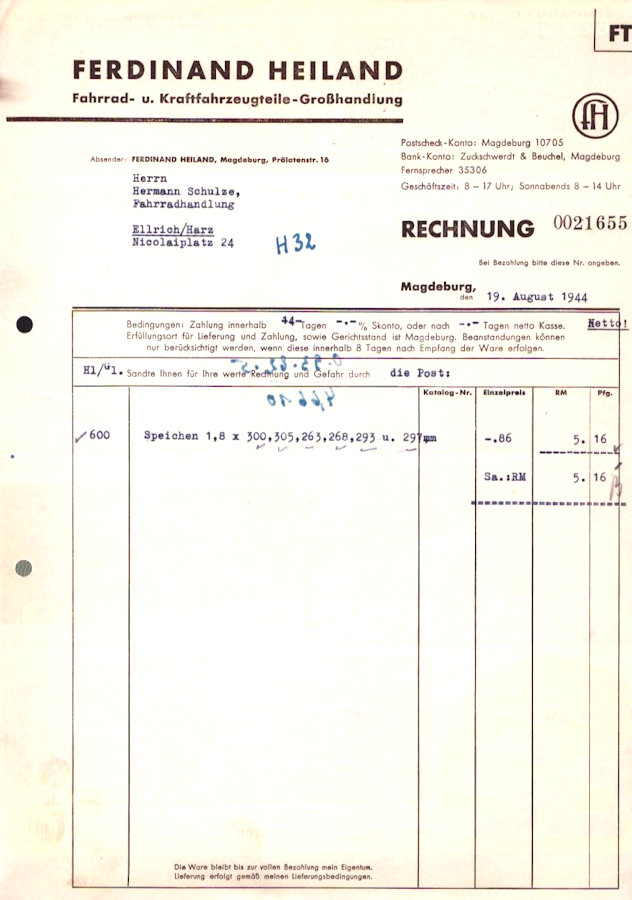 FT
FERDINAND HEILAND
Fahrrad- u. Kraftfahrzeugteile-Großhandlung
fH
Postscheck-Konto: Magdeburg 10705
Bank-Konto: Zuckschwerdt & Beuchel, Magdeburg
Fernsprecher 35306
Geschäftszeit: 8 – 17 Uhr; Sonnabends 8 – 14 Uhr
Absender: FERDINAND HEILAND, Magdeburg, Prälatenstr. 16
Herrn
Hermann Schulze,
Fahrradhandlung
Ellrich/Harz
Nicolaiplatz 24
H 32
RECHNUNG 0021655
Bei Bezahlung bitte diese Nr. angeben.
Magdeburg,
den 19. August 1944
Bedingungen: Zahlung innerhalb 14 Tagen -.- % Skonto, oder nach -.- Tagen netto Kasse. Netto!
Erfüllungsort für Lieferung und Zahlung, sowie Gerichtsstand ist Magdeburg. Beanstandungen können
nur berücksichtigt werden, wenn diese innerhalb 8 Tagen nach Empfang der Ware erfolgen.
Hl/Gl. Sandte Ihnen für Ihre werte Rechnung und Gefahr durch die Post:
Katalog-Nr. Einzelpreis RM Pfg.
600 Speichen 1,8 x 300,305,263,268,293 u. 297mm -.86 5. 16
Sa.:RM 5. 16
Die Ware bleibt bis zur vollen Bezahlung mein Eigentum.
Lieferung erfolgt gemäß meinen Lieferungsbedingungen.